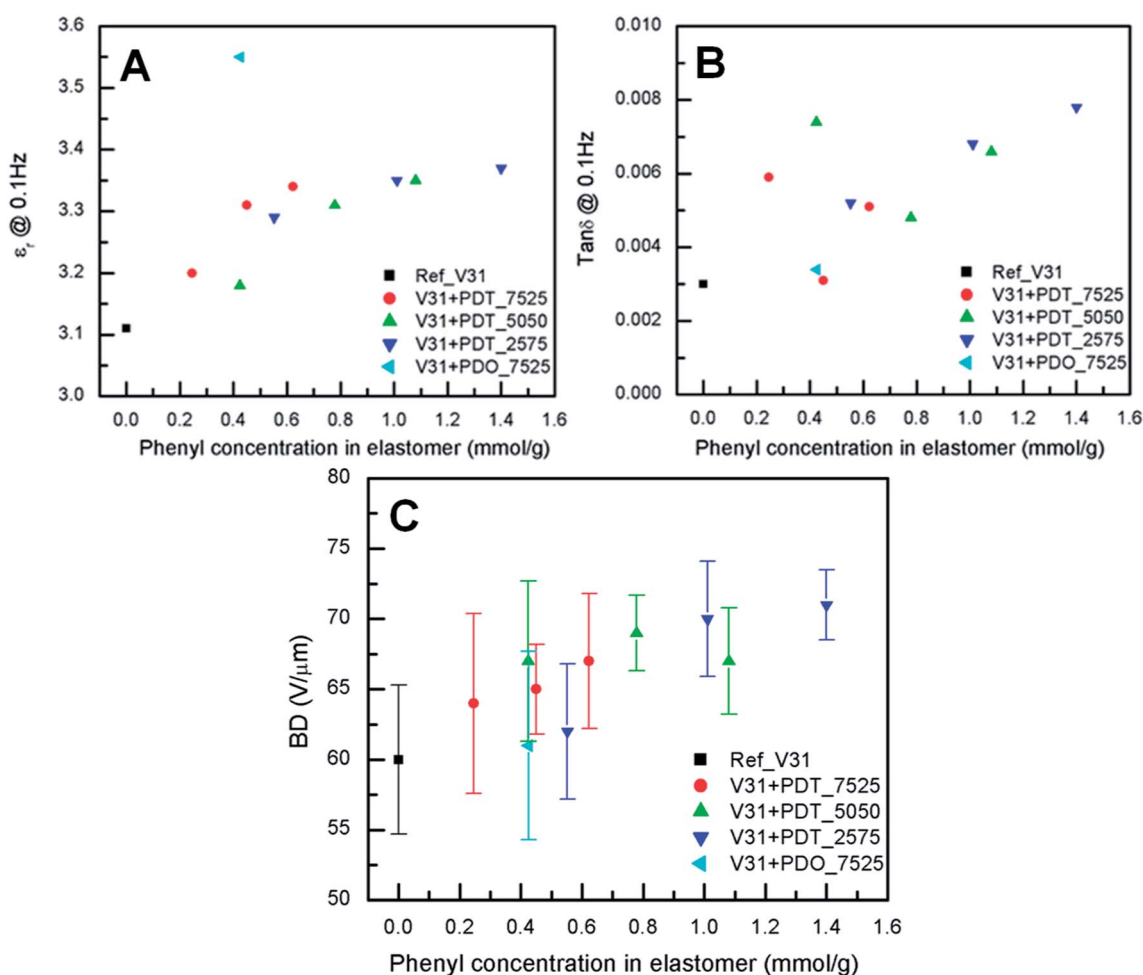 A
εr @ 0.1Hz
3.6
3.5
3.4
3.3
3.2
3.1
3.0
0.0 0.2 0.4 0.6 0.8 1.0 1.2 1.4 1.6
Phenyl concentration in elastomer (mmol/g)
Ref_V31
V31+PDT_7525
V31+PDT_5050
V31+PDT_2575
V31+PDO_7525
B
Tanδ @ 0.1Hz
0.010
0.008
0.006
0.004
0.002
0.000
0.0 0.2 0.4 0.6 0.8 1.0 1.2 1.4 1.6
Phenyl concentration in elastomer (mmol/g)
Ref_V31
V31+PDT_7525
V31+PDT_5050
V31+PDT_2575
V31+PDO_7525
C
BD (V/μm)
80
75
70
65
60
55
50
0.0 0.2 0.4 0.6 0.8 1.0 1.2 1.4 1.6
Phenyl concentration in elastomer (mmol/g)
Ref_V31
V31+PDT_7525
V31+PDT_5050
V31+PDT_2575
V31+PDO_7525